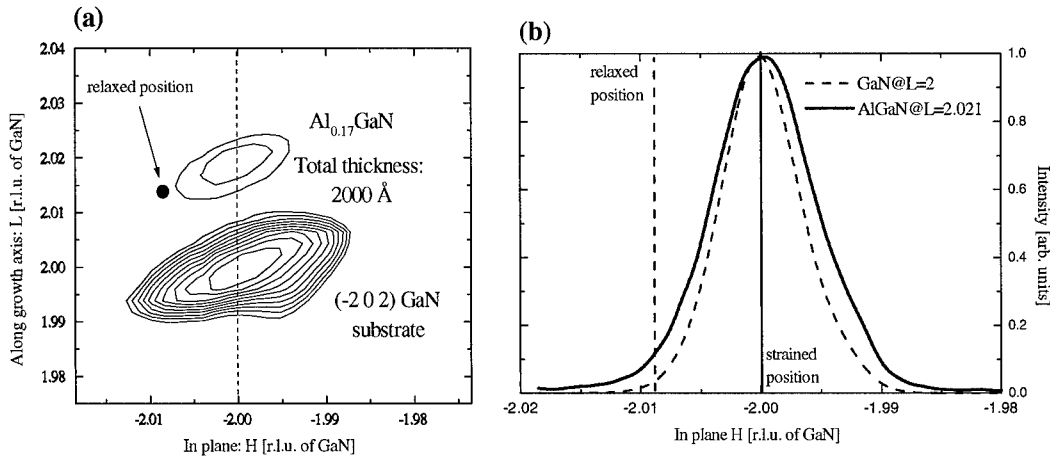 (a)
2.04
2.03
2.02
2.01
2.00
1.99
1.98
Along growth axis: L [r.l.u. of GaN]
relaxed position
Al0.17GaN
Total thickness:
2000 Å
(-2 0 2) GaN
substrate
-2.01
-2.00
-1.99
-1.98
In plane: H [r.l.u. of GaN]
(b)
relaxed
position
GaN@L=2
AlGaN@L=2.021
strained
position
1.0
0.8
0.6
0.4
0.2
0.0
Intensity [arb. units]
-2.02
-2.01
-2.00
-1.99
-1.98
In plane H [r.l.u. of GaN]